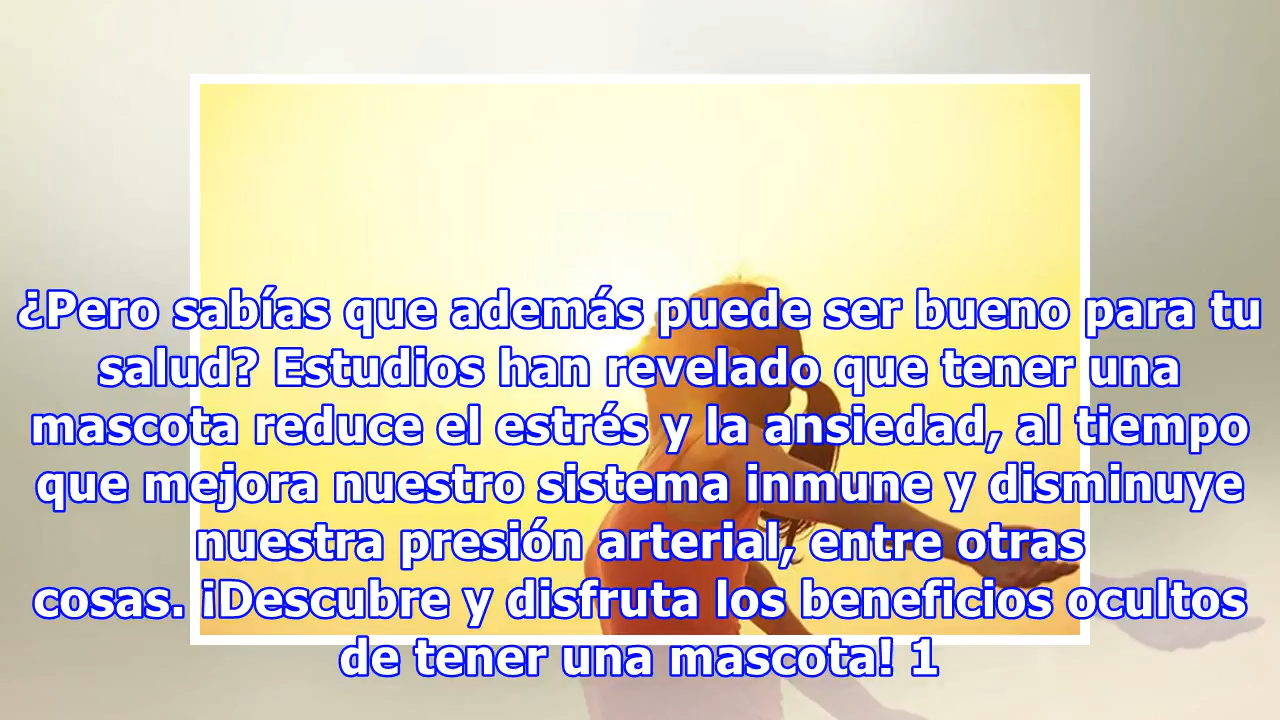 ¿Pero sabías que además puede ser bueno para tu
salud? Estudios han revelado que tener una
mascota reduce el estrés y la ansiedad, al tiempo
que mejora nuestro sistema inmune y disminuye
nuestra presión arterial, entre otras
cosas. ¡Descubre y disfruta los beneficios ocultos
de tener una mascota! 1